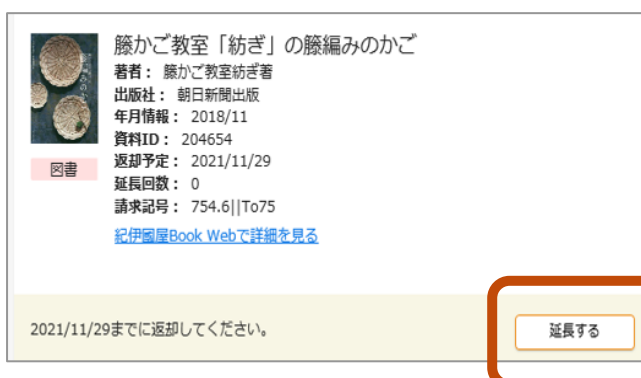 籐かご教室「紡ぎ」の籐編みのかご
著者： 籐かご教室紡ぎ著
出版社： 朝日新聞出版
年月情報： 2018/11
資料ID： 204654
図書
返却予定： 2021/11/29
延長回数： 0
請求記号： 754.6||To75
紀伊國屋Book Webで詳細を見る
2021/11/29までに返却してください。
延長する